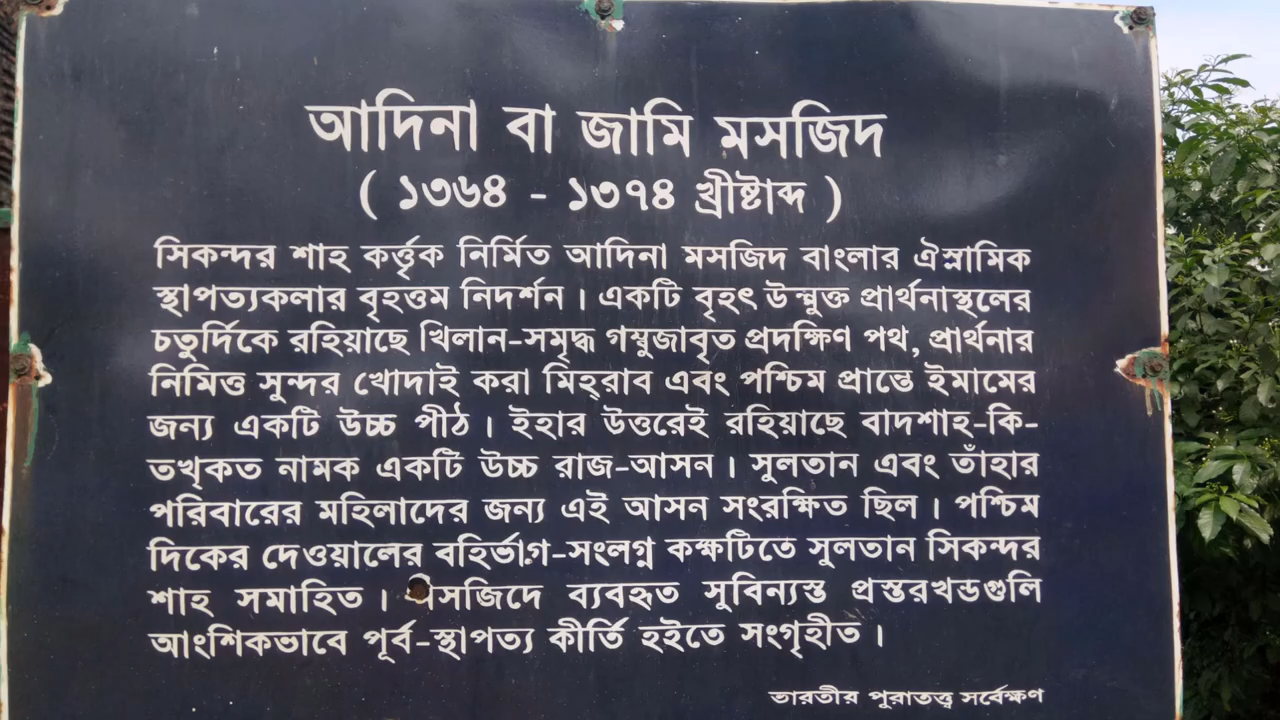 আদিনা বা জামি মসজিদ
( ১৩৬৪ - ১৩৭৪ খ্রীষ্টাব্দ )
সিকন্দর শাহ কর্ত্তৃক নির্মিত আদিনা মসজিদ বাংলার ঐস্লামিক
স্থাপত্যকলার বৃহত্তম নিদর্শন । একটি বৃহৎ উন্মুক্ত প্রার্থনাস্থলের
চতুর্দিকে রহিয়াছে খিলান-সমৃদ্ধ গম্বুজাবৃত প্রদক্ষিণ পথ, প্রার্থনার
নিমিত্ত সুন্দর খোদাই করা মিহ্‌রাব এবং পশ্চিম প্রান্তে ইমামের
জন্য একটি উচ্চ পীঠ । ইহার উত্তরেই রহিয়াছে বাদশাহ-কি-
তখ্‌কত নামক একটি উচ্চ রাজ-আসন । সুলতান এবং তাঁহার
পরিবারের মহিলাদের জন্য এই আসন সংরক্ষিত ছিল । পশ্চিম
দিকের দেওয়ালের বহির্ভাগ-সংলগ্ন কক্ষটিতে সুলতান সিকন্দর
শাহ সমাহিত । মসজিদে ব্যবহৃত সুবিন্যস্ত প্রস্তরখন্ডগুলি
আংশিকভাবে পূর্ব-স্থাপত্য কীর্তি হইতে সংগৃহীত ।
ভারতীর পুরাতত্ত্ব সর্বেক্ষণ